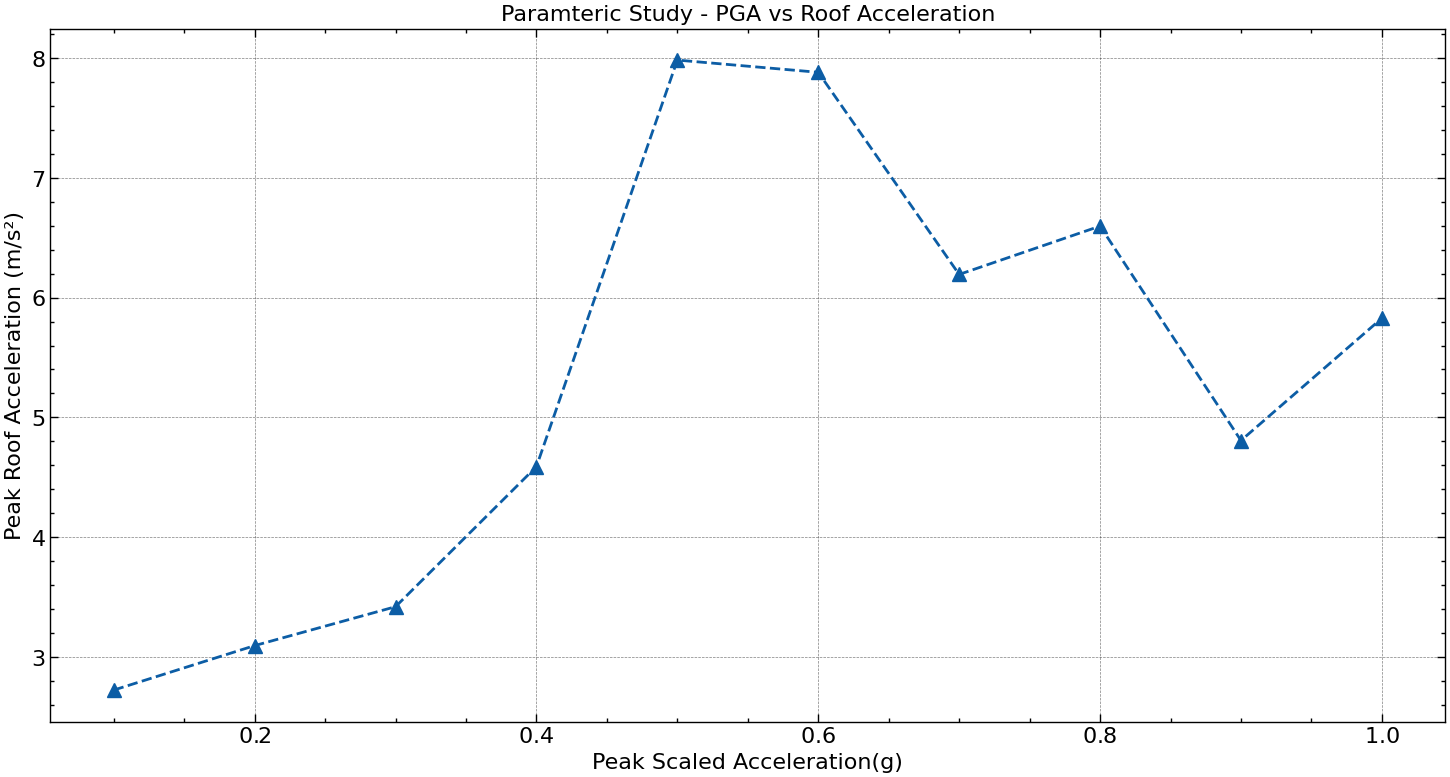 Paramteric Study - PGA vs Roof Acceleration
Peak Roof Acceleration (m/s²)
8
7
6
5
4
3
0.2 0.4 0.6 0.8 1.0
Peak Scaled Acceleration(g)